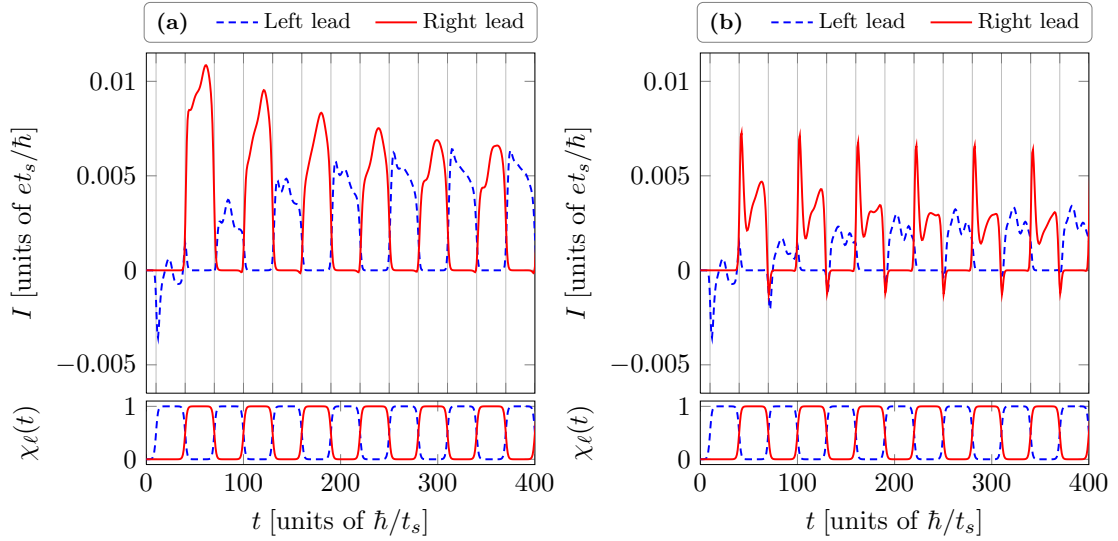 (a) Left lead Right lead
0.01
0.005
0
−0.005
I [units of et_s/ħ]
1
0
χ_ℓ(t)
0 100 200 300 400
t [units of ħ/t_s]
(b) Left lead Right lead
0.01
0.005
0
−0.005
I [units of et_s/ħ]
1
0
χ_ℓ(t)
0 100 200 300 400
t [units of ħ/t_s]